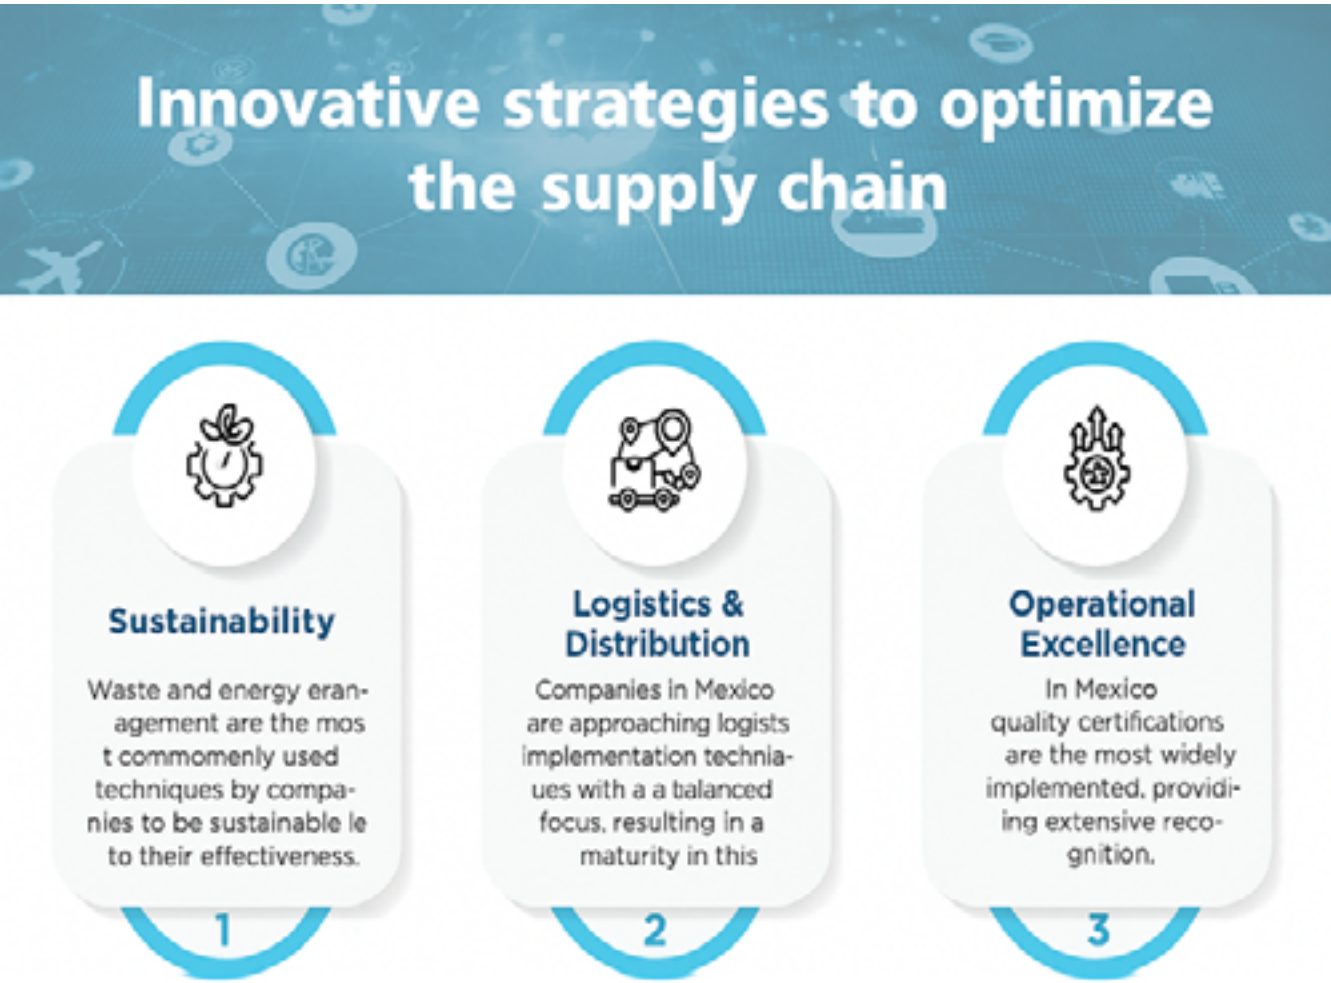 Innovative strategies to optimize
the supply chain
Sustainability
Waste and energy eran-
agement are the mos
t commomenly used
techniques by compa-
nies to be sustainable le
to their effectiveness.
1
Logistics &
Distribution
Companies in Mexico
are approaching logists
implementation technia-
ues with a a balanced
focus, resulting in a
maturity in this
2
Operational
Excellence
In Mexico
quality certifications
are the most widely
implemented, providi-
ing extensive reco-
gnition.
3